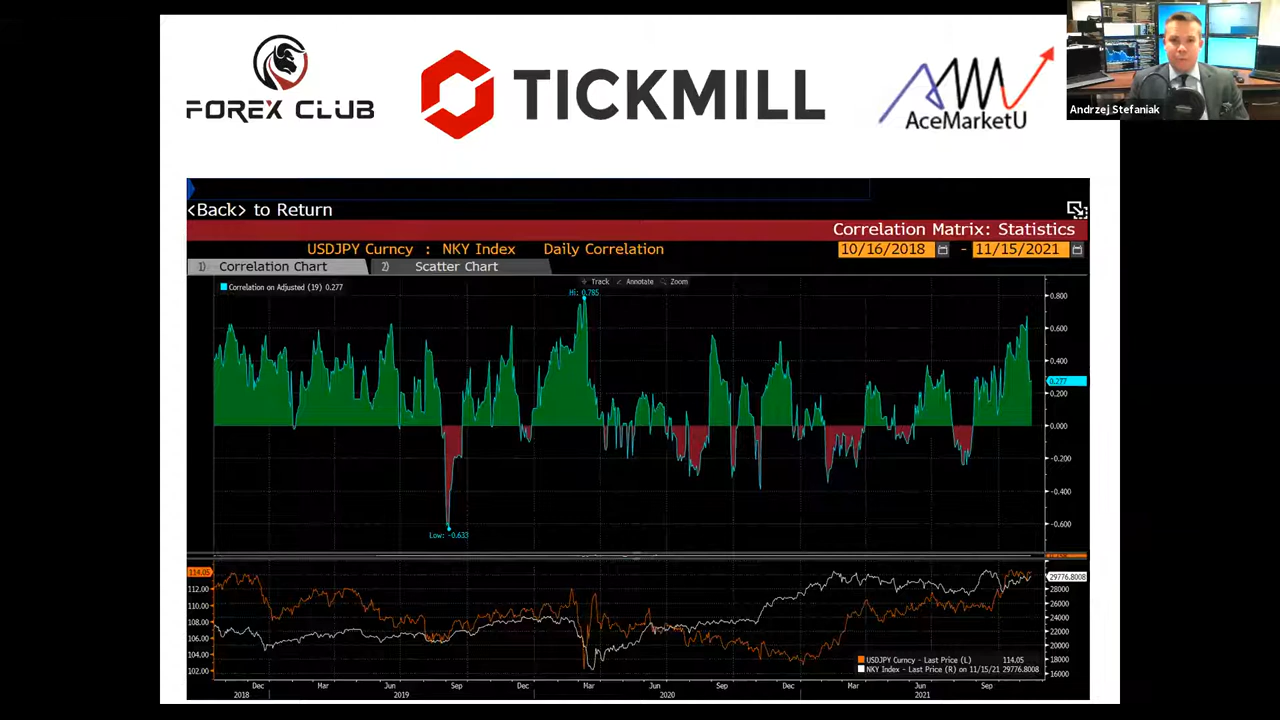 FOREX CLUB
TICKMILL
AceMarketU
Andrzej Stefaniak
<Back> to Return
Correlation Matrix: Statistics
USDJPY Curncy : NKY Index Daily Correlation
10/16/2018 - 11/15/2021
1) Correlation Chart 2) Scatter Chart
Track Annotate Zoom
Correlation on Adjusted (19) 0.277
Hi: 0.785
0.800
0.600
0.400
0.277
0.200
0.000
-0.200
-0.400
-0.600
Low: -0.633
114.05
112.00
110.00
108.00
106.00
104.00
102.00
29776.8008
28000
26000
24000
22000
20000
18000
16000
USDJPY Curncy - Last Price (L) 114.05
NKY Index - Last Price (R) on 11/15/21 29776.8008
Dec Mar Jun Sep Dec Mar Jun Sep Dec Mar Jun Sep
2018 2019 2020 2021